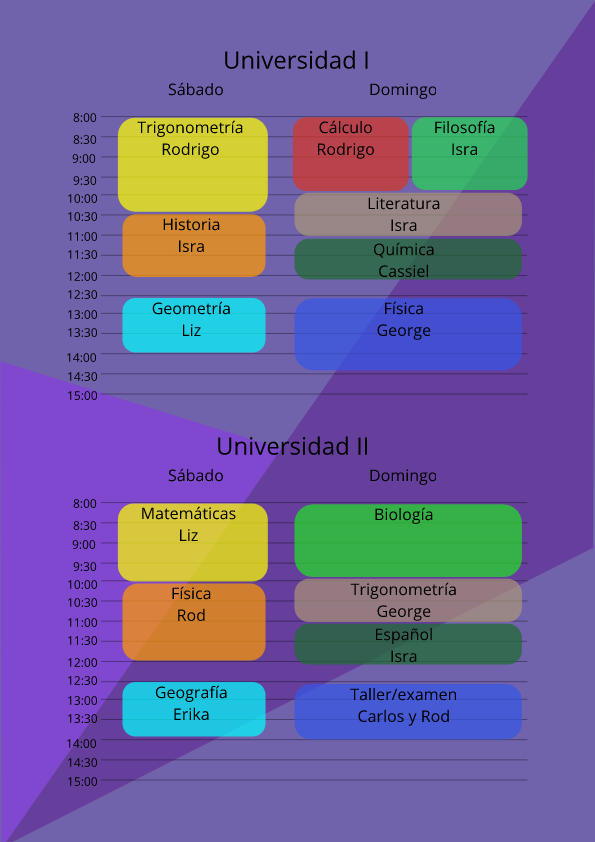 Universidad I
Sábado Domingo
8:00
8:30
9:00
9:30
10:00
10:30
11:00
11:30
12:00
12:30
13:00
13:30
14:00
14:30
15:00
Trigonometría
Rodrigo
Historia
Isra
Geometría
Liz
Cálculo
Rodrigo
Filosofía
Isra
Literatura
Isra
Química
Cassiel
Física
George
Universidad II
Sábado Domingo
8:00
8:30
9:00
9:30
10:00
10:30
11:00
11:30
12:00
12:30
13:00
13:30
14:00
14:30
15:00
Matemáticas
Liz
Física
Rod
Geografía
Erika
Biología
Trigonometría
George
Español
Isra
Taller/examen
Carlos y Rod